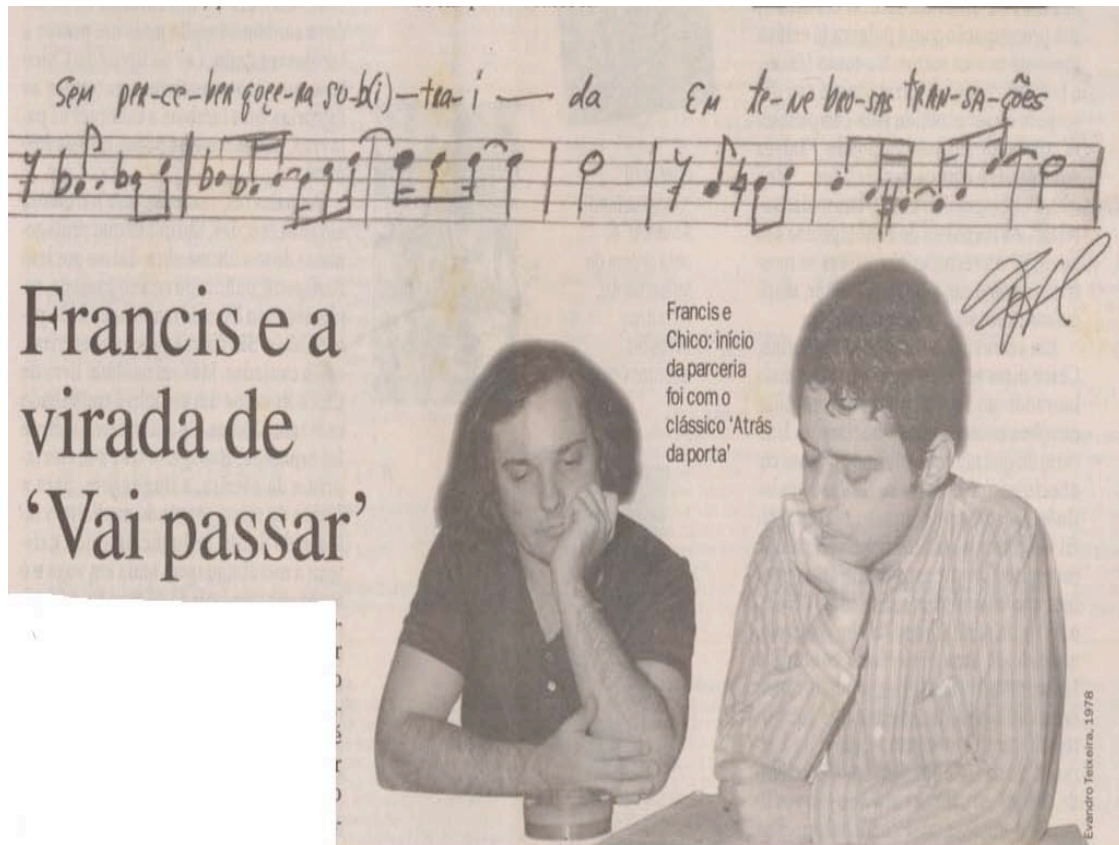 Sem per-ce-ber que e-ra su-b(i)-tra-i — da Em te-ne bro-sas tran-sa-ções
Francis e a
virada de
‘Vai passar’
Francis e
Chico: início
da parceria
foi com o
clássico ‘Atrás
da porta’
Evandro Teixeira, 1978